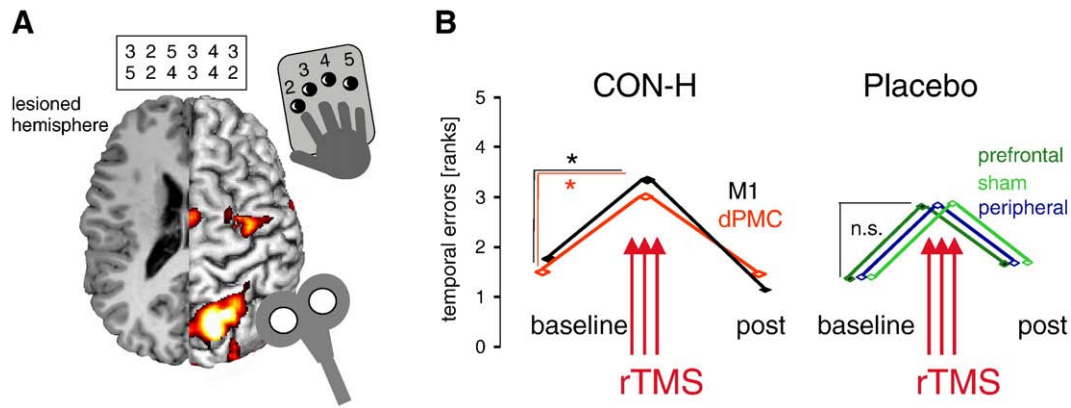 A
3 2 5 3 4 3
5 2 4 3 4 2
lesioned
hemisphere
2 3 4 5
B
CON-H
Placebo
temporal errors [ranks]
5
4
3
2
1
0
*
*
M1
dPMC
baseline
post
rTMS
prefrontal
sham
peripheral
n.s.
baseline
post
rTMS